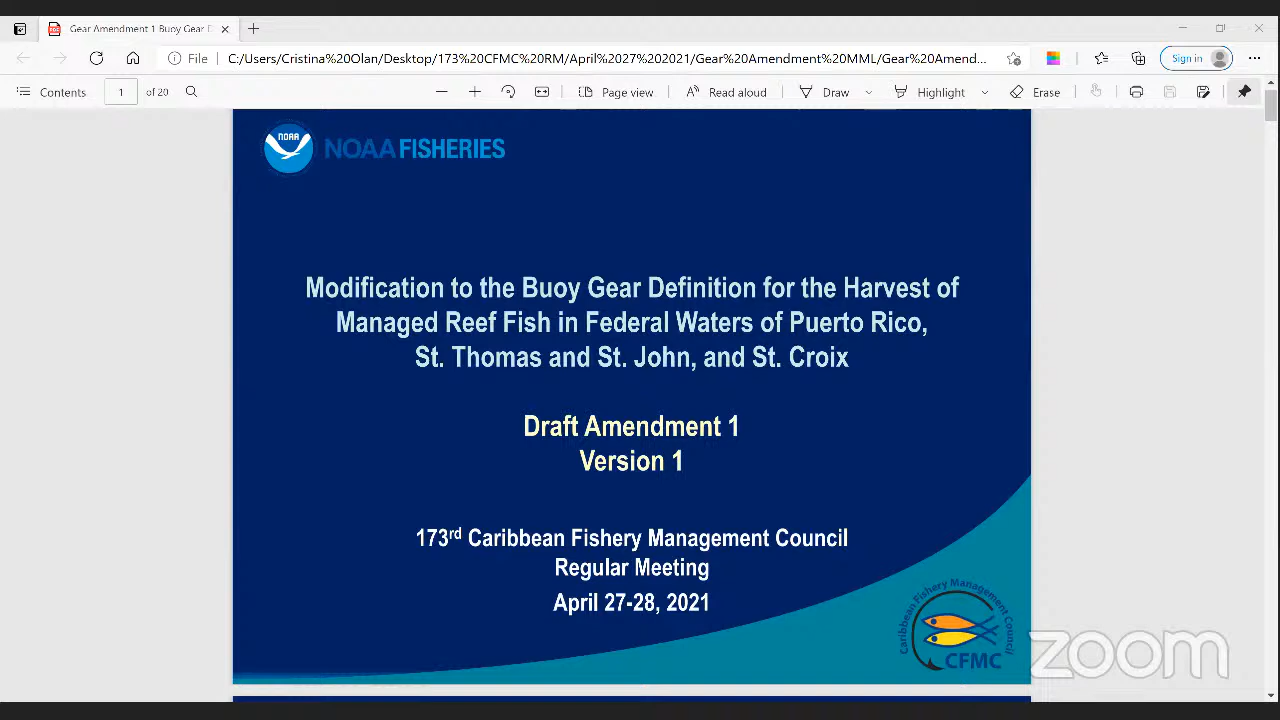 Gear Amendment 1 Buoy Gear D
File
C:/Users/Cristina%20Olan/Desktop/173%20CFMC%20RM/April%2027%202021/Gear%20Amendment%20MML/Gear%20Amend...
Sign in
Contents
1
of 20
Page view
Read aloud
Draw
Highlight
Erase
NOAA
NOAA FISHERIES
Modification to the Buoy Gear Definition for the Harvest of
Managed Reef Fish in Federal Waters of Puerto Rico,
St. Thomas and St. John, and St. Croix
Draft Amendment 1
Version 1
173rd Caribbean Fishery Management Council
Regular Meeting
April 27-28, 2021
Caribbean Fishery Management Council
CFMC
zoom